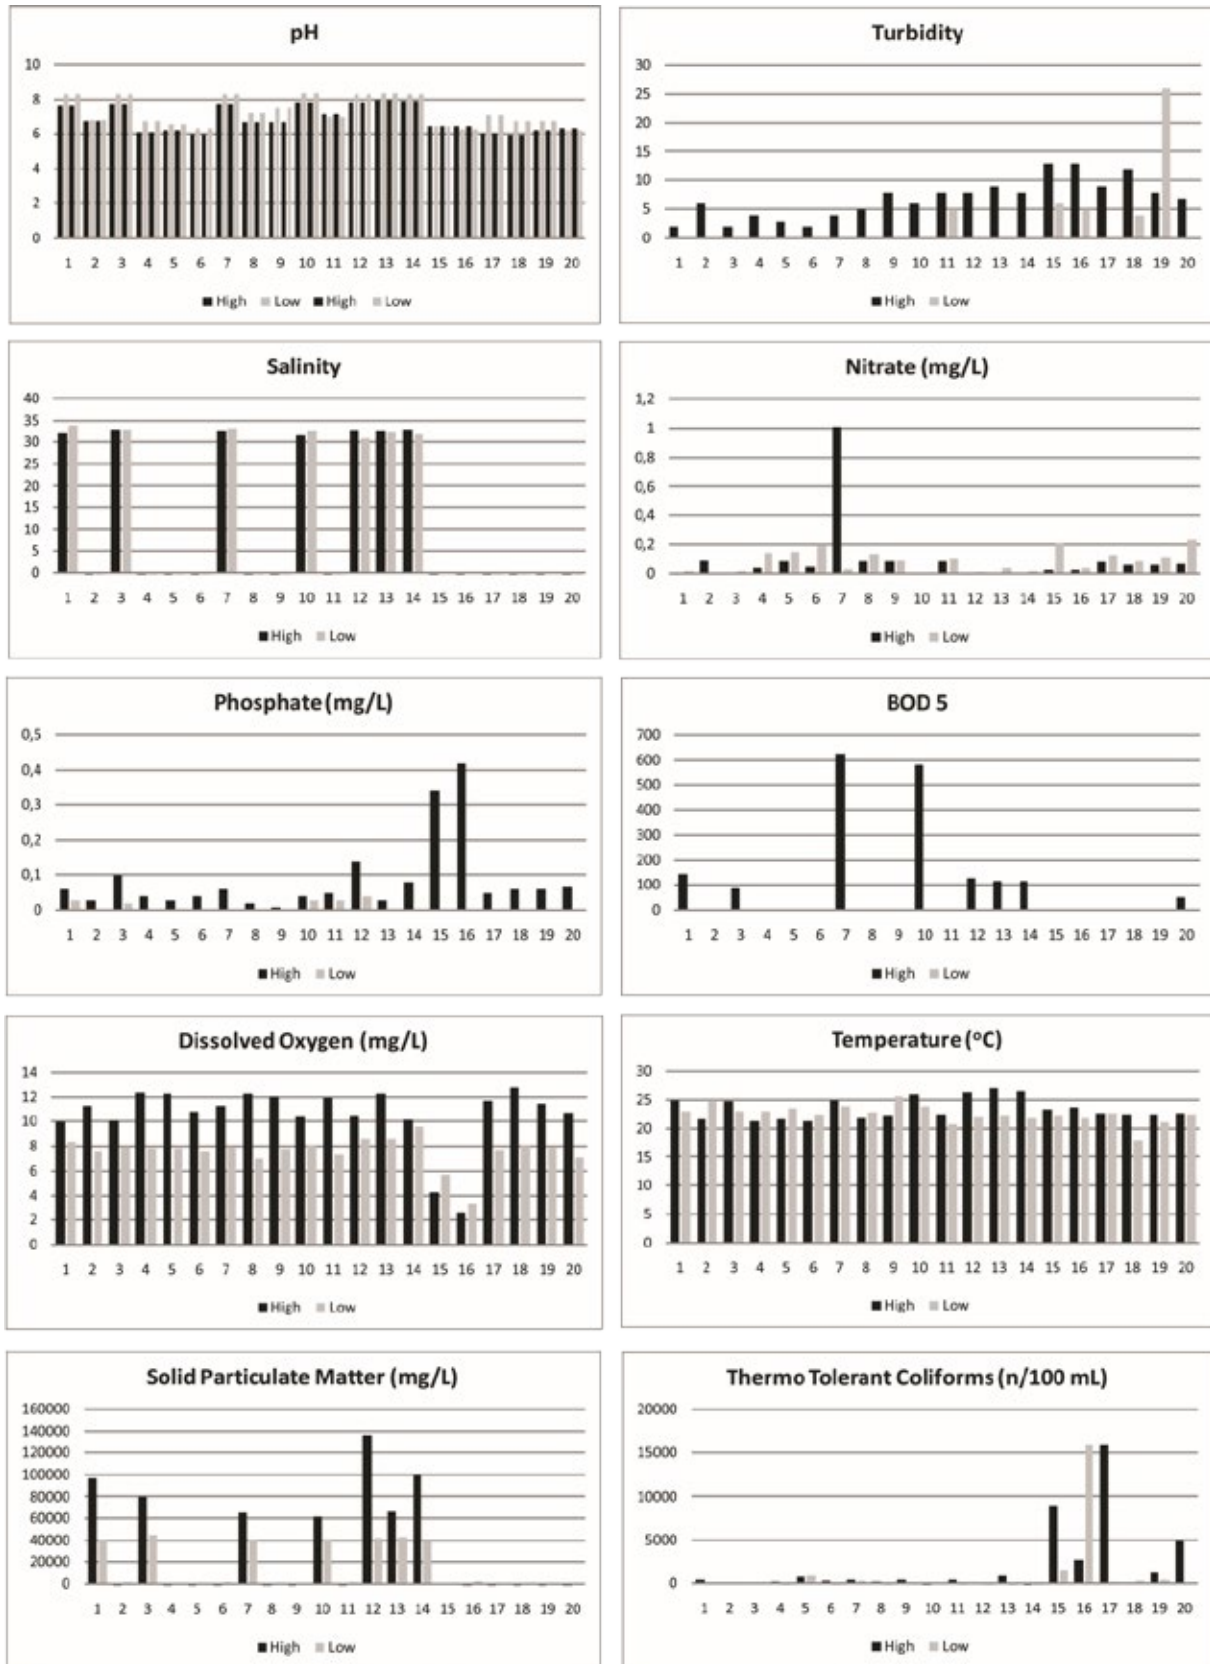 pH
10
8
6
4
2
0
1 2 3 4 5 6 7 8 9 10 11 12 13 14 15 16 17 18 19 20
High Low High Low
Turbidity
30
25
20
15
10
5
0
1 2 3 4 5 6 7 8 9 10 11 12 13 14 15 16 17 18 19 20
High Low
Salinity
40
35
30
25
20
15
10
5
0
1 2 3 4 5 6 7 8 9 10 11 12 13 14 15 16 17 18 19 20
High Low
Nitrate (mg/L)
1,2
1
0,8
0,6
0,4
0,2
0
1 2 3 4 5 6 7 8 9 10 11 12 13 14 15 16 17 18 19 20
High Low
Phosphate (mg/L)
0,5
0,4
0,3
0,2
0,1
0
1 2 3 4 5 6 7 8 9 10 11 12 13 14 15 16 17 18 19 20
High Low
BOD 5
700
600
500
400
300
200
100
0
1 2 3 4 5 6 7 8 9 10 11 12 13 14 15 16 17 18 19 20
High Low
Dissolved Oxygen (mg/L)
14
12
10
8
6
4
2
0
1 2 3 4 5 6 7 8 9 10 11 12 13 14 15 16 17 18 19 20
High Low
Temperature (ºC)
30
25
20
15
10
5
0
1 2 3 4 5 6 7 8 9 10 11 12 13 14 15 16 17 18 19 20
High Low
Solid Particulate Matter (mg/L)
160000
140000
120000
100000
80000
60000
40000
20000
0
1 2 3 4 5 6 7 8 9 10 11 12 13 14 15 16 17 18 19 20
High Low
Thermo Tolerant Coliforms (n/100 mL)
20000
15000
10000
5000
0
1 2 3 4 5 6 7 8 9 10 11 12 13 14 15 16 17 18 19 20
High Low